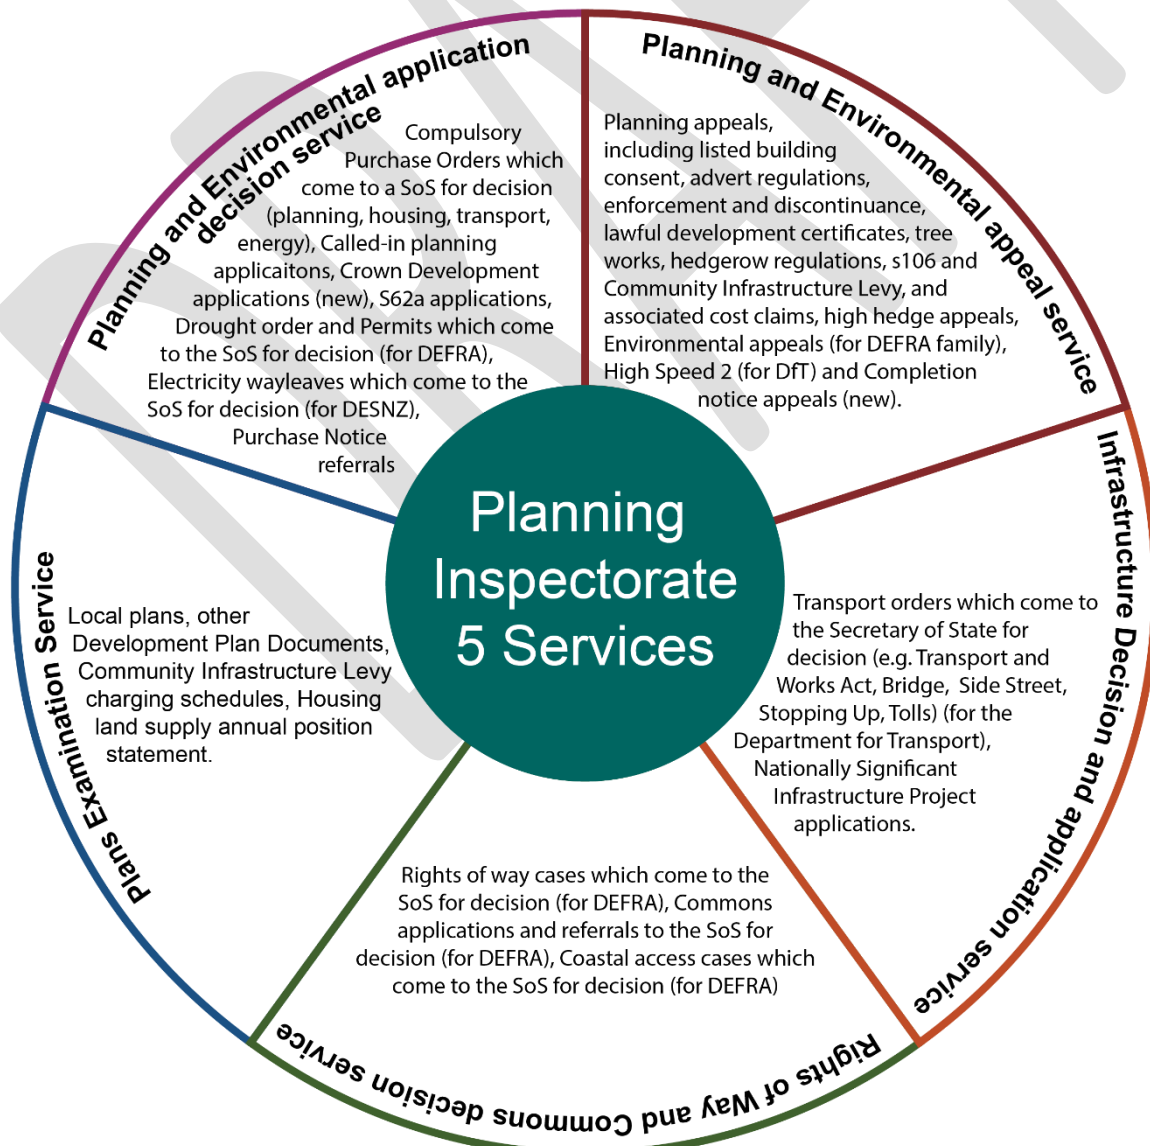 DRAFT
Planning and Environmental application
decision service
Compulsory
Purchase Orders which
come to a SoS for decision
(planning, housing, transport,
energy), Called-in planning
applicaitons, Crown Development
applications (new), S62a applications,
Drought order and Permits which come
to the SoS for decision (for DEFRA),
Electricity wayleaves which come to the
SoS for decision (for DESNZ),
Purchase Notice
referrals
Planning and Environmental appeal service
Planning appeals,
including listed building
consent, advert regulations,
enforcement and discontinuance,
lawful development certificates, tree
works, hedgerow regulations, s106 and
Community Infrastructure Levy, and
associated cost claims, high hedge appeals,
Environmental appeals (for DEFRA family),
High Speed 2 (for DfT) and Completion
notice appeals (new).
Planning
Inspectorate
5 Services
Infrastructure Decision and application service
Transport orders which come to
the Secretary of State for
decision (e.g. Transport and
Works Act, Bridge, Side Street,
Stopping Up, Tolls) (for the
Department for Transport),
Nationally Significant
Infrastructure Project
applications.
Rights of way cases which come to the
SoS for decision (for DEFRA), Commons
applications and referrals to the SoS for
decision (for DEFRA), Coastal access cases which
come to the SoS for decision (for DEFRA)
Rights of Way and Commons decision service
Plans Examination Service
Local plans, other
Development Plan Documents,
Community Infrastructure Levy
charging schedules, Housing
land supply annual position
statement.